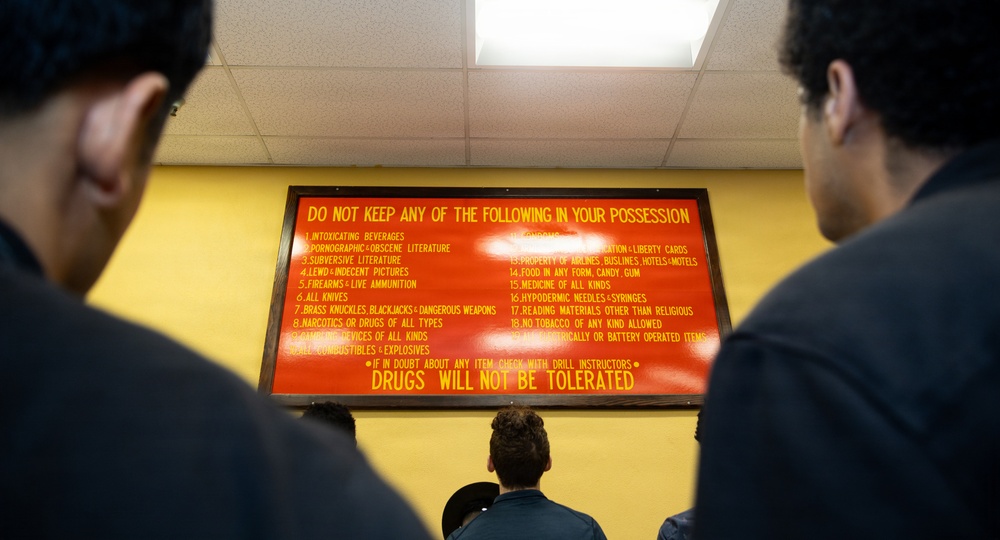 DO NOT KEEP ANY OF THE FOLLOWING IN YOUR POSSESSION
1. INTOXICATING BEVERAGES
2. PORNOGRAPHIC & OBSCENE LITERATURE
3. SUBVERSIVE LITERATURE
4. LEWD & INDECENT PICTURES
5. FIREARMS & LIVE AMMUNITION
6. ALL KNIVES
7. BRASS KNUCKLES, BLACKJACKS & DANGEROUS WEAPONS
8. NARCOTICS OR DRUGS OF ALL TYPES
9. GAMBLING DEVICES OF ALL KINDS
10. ALL COMBUSTIBLES & EXPLOSIVES
& LIBERTY CARDS
13. PROPERTY OF AIRLINES, BUSLINES, HOTELS & MOTELS
14. FOOD IN ANY FORM, CANDY, GUM
15. MEDICINE OF ALL KINDS
16. HYPODERMIC NEEDLES & SYRINGES
17. READING MATERIALS OTHER THAN RELIGIOUS
18. NO TOBACCO OF ANY KIND ALLOWED
ELECTRICALLY OR BATTERY OPERATED ITEMS
• IF IN DOUBT ABOUT ANY ITEM CHECK WITH DRILL INSTRUCTORS •
DRUGS WILL NOT BE TOLERATED